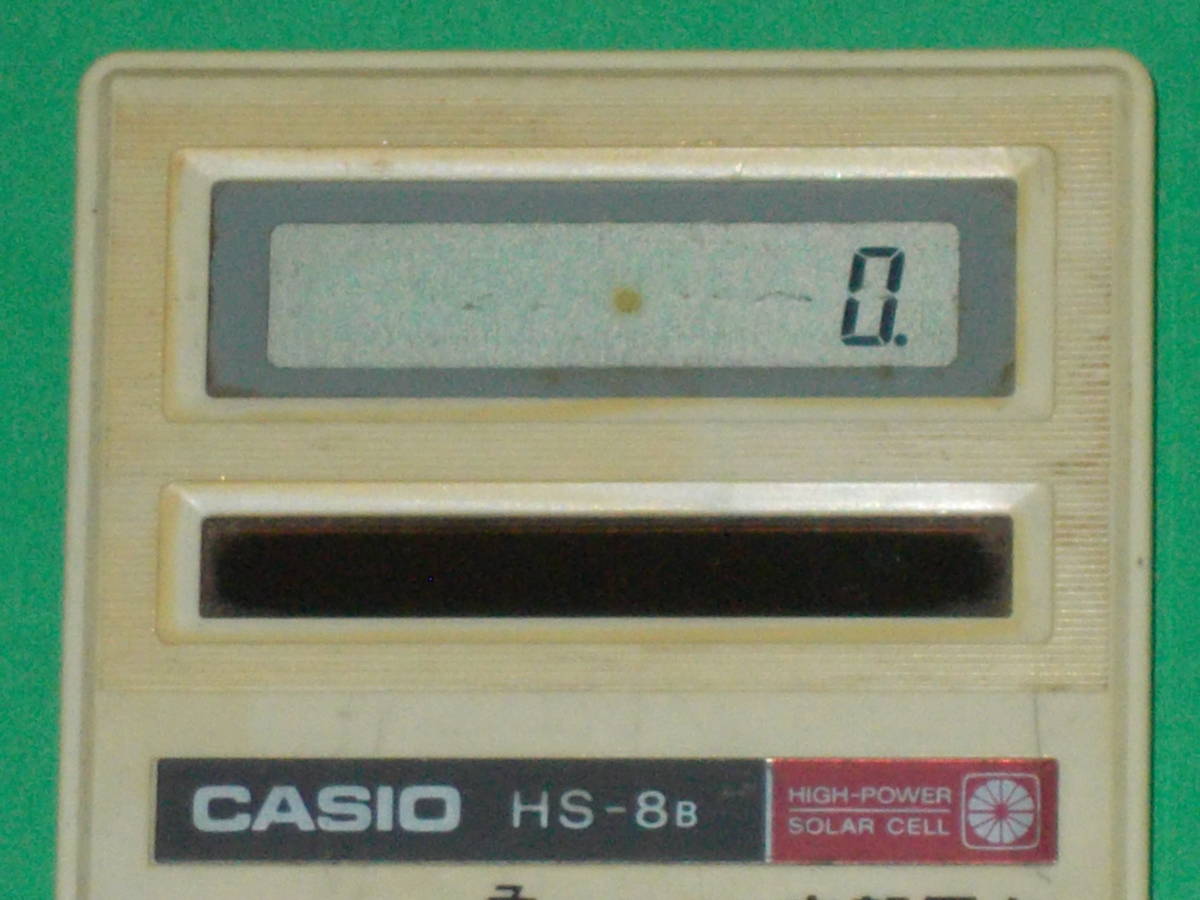 0.
CASIO HS-8B
HIGH-POWER
SOLAR CELL